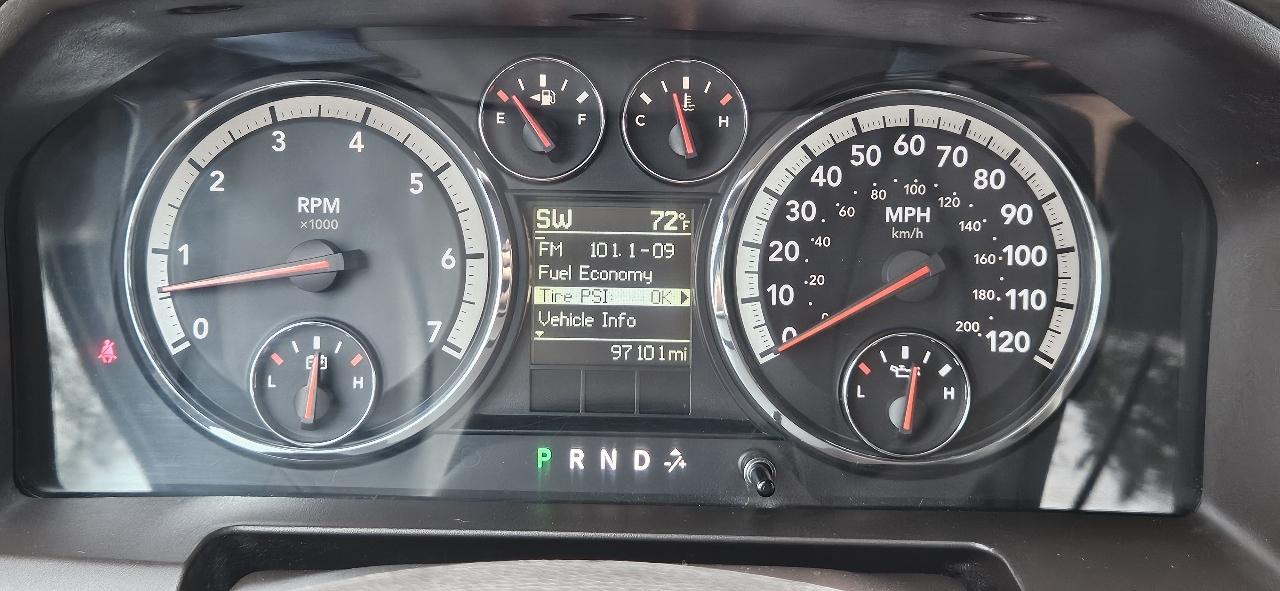 0 1 2 3 4 5 6 7
RPM
×1000
L H
E F
C H
SW 72°F
FM 101.1-09
Fuel Economy
Tire PSI OK
Vehicle Info
97101mi
P R N D
0 10 20 30 40 50 60 70 80 90 100 110 120
20 40 60 80 100 120 140 160 180 200
MPH
km/h
L H